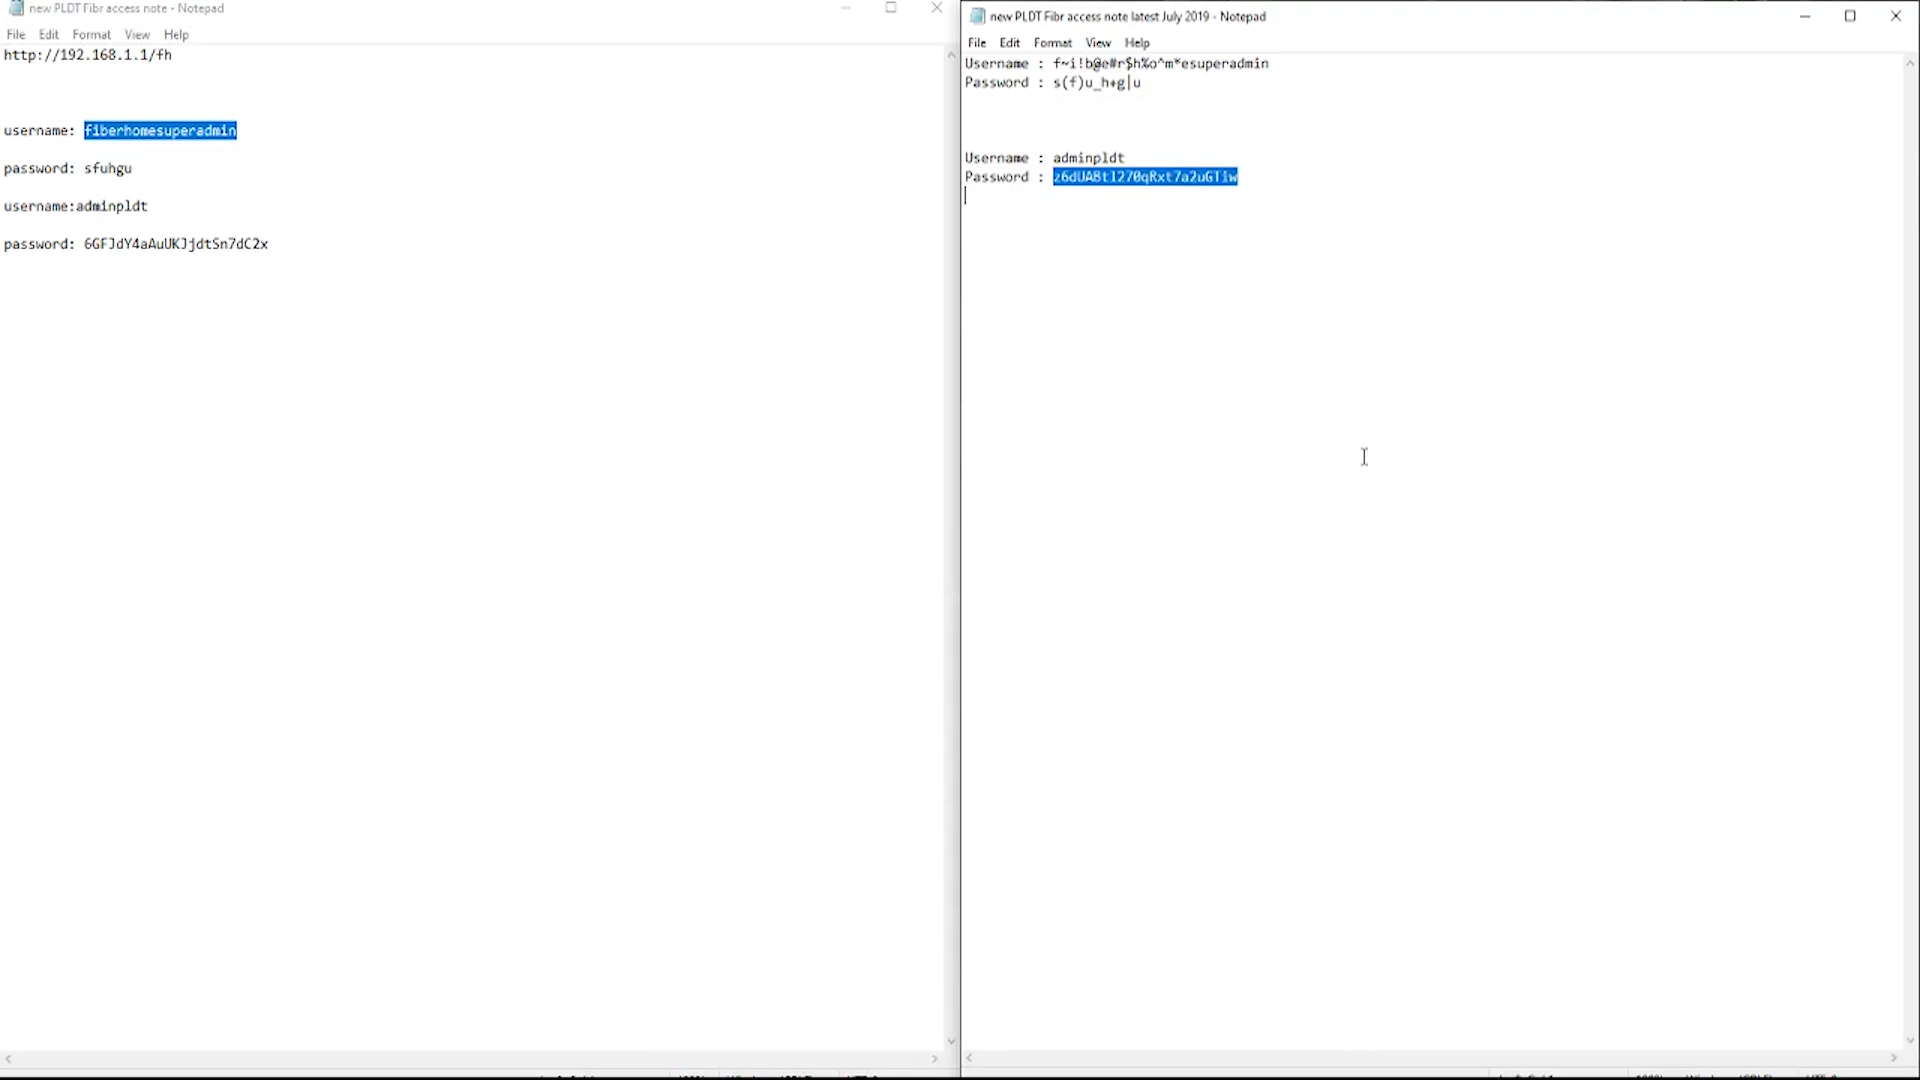 new PLDT Fibr access note - Notepad
File Edit Format View Help
http://192.168.1.1/fh
username: fiberhomesuperadmin
password: sfuhgu
username:adminpldt
password: 6GFJdY4aAuUKJjdtSn7dC2x
new PLDT Fibr access note latest July 2019 - Notepad
File Edit Format View Help
Username : f~i!b@e#r$h%o^m*esuperadmin
Password : s(f)u_h+g|u
Username : adminpldt
Password : z6dUABtl270qRxt7a2uGTiw